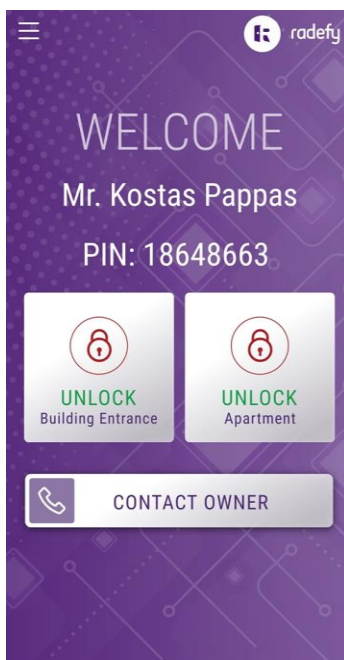 radefy
WELCOME
Mr. Kostas Pappas
PIN: 18648663
UNLOCK
Building Entrance
UNLOCK
Apartment
CONTACT OWNER